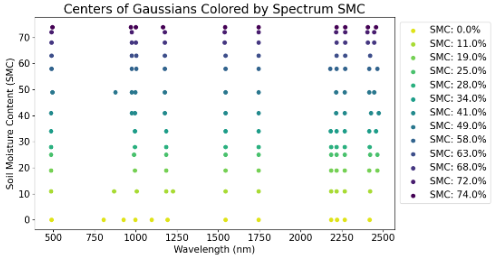 Centers of Gaussians Colored by Spectrum SMC
Soil Moisture Content (SMC)
70
60
50
40
30
20
10
0
500
750
1000
1250
1500
1750
2000
2250
2500
Wavelength (nm)
SMC: 0.0%
SMC: 11.0%
SMC: 19.0%
SMC: 25.0%
SMC: 28.0%
SMC: 34.0%
SMC: 41.0%
SMC: 49.0%
SMC: 58.0%
SMC: 63.0%
SMC: 68.0%
SMC: 72.0%
SMC: 74.0%